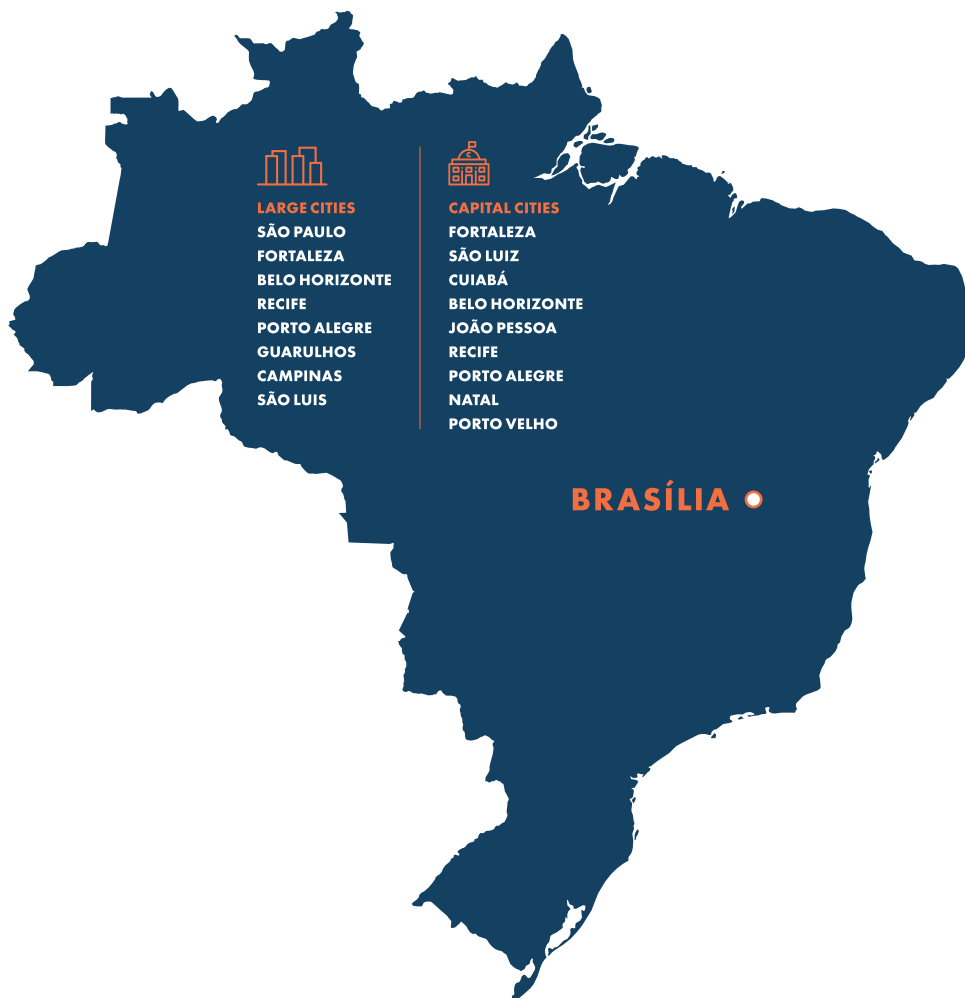 LARGE CITIES
SÃO PAULO
FORTALEZA
BELO HORIZONTE
RECIFE
PORTO ALEGRE
GUARULHOS
CAMPINAS
SÃO LUIS
CAPITAL CITIES
FORTALEZA
SÃO LUIZ
CUIABÁ
BELO HORIZONTE
JOÃO PESSOA
RECIFE
PORTO ALEGRE
NATAL
PORTO VELHO
BRASÍLIA